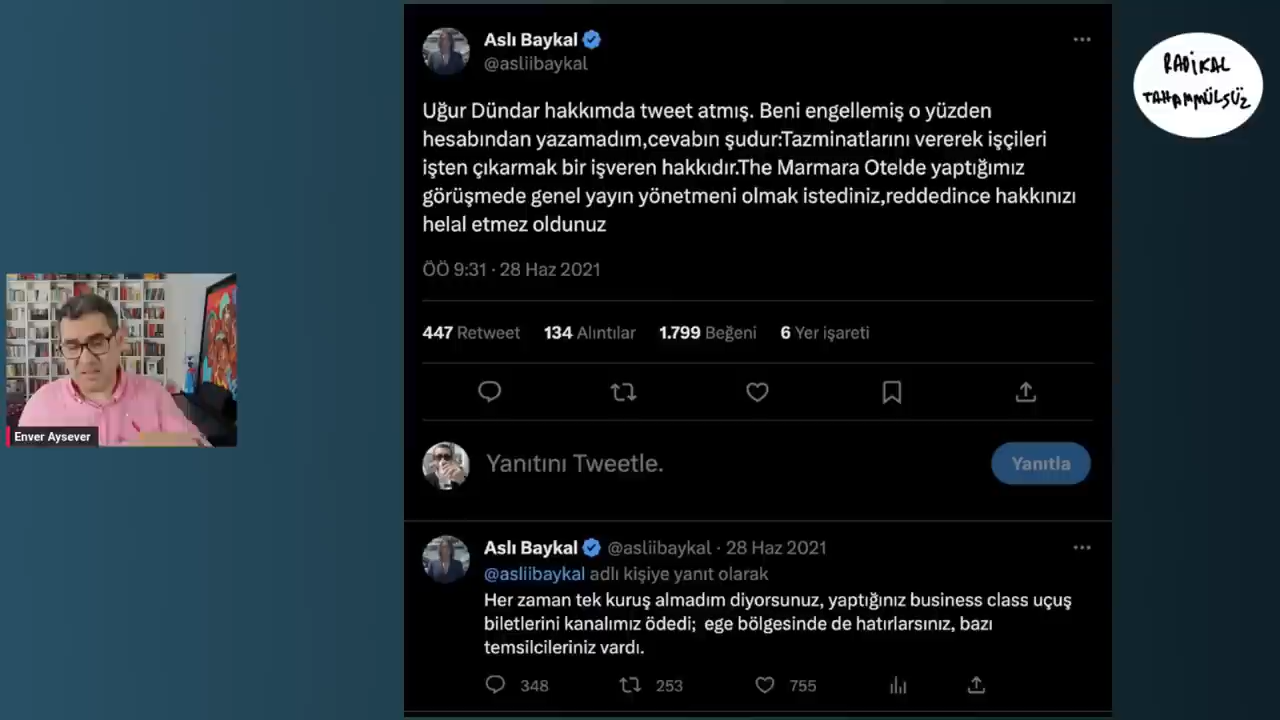 Aslı Baykal
@asliibaykal
Uğur Dündar hakkımda tweet atmış. Beni engellemiş o yüzden
hesabından yazamadım,cevabın şudur:Tazminatlarını vererek işçileri
işten çıkarmak bir işveren hakkıdır.The Marmara Otelde yaptığımız
görüşmede genel yayın yönetmeni olmak istediniz,reddedince hakkınızı
helal etmez oldunuz
ÖÖ 9:31 · 28 Haz 2021
447 Retweet 134 Alıntılar 1.799 Beğeni 6 Yer işareti
Yanıtını Tweetle.
Yanıtla
Aslı Baykal @asliibaykal · 28 Haz 2021
@asliibaykal adlı kişiye yanıt olarak
Her zaman tek kuruş almadım diyorsunuz, yaptığınız business class uçuş
biletlerini kanalımız ödedi; ege bölgesinde de hatırlarsınız, bazı
temsilcileriniz vardı.
348 253 755
Enver Aysever
RADİKAL
TAHAMMÜLSÜZ